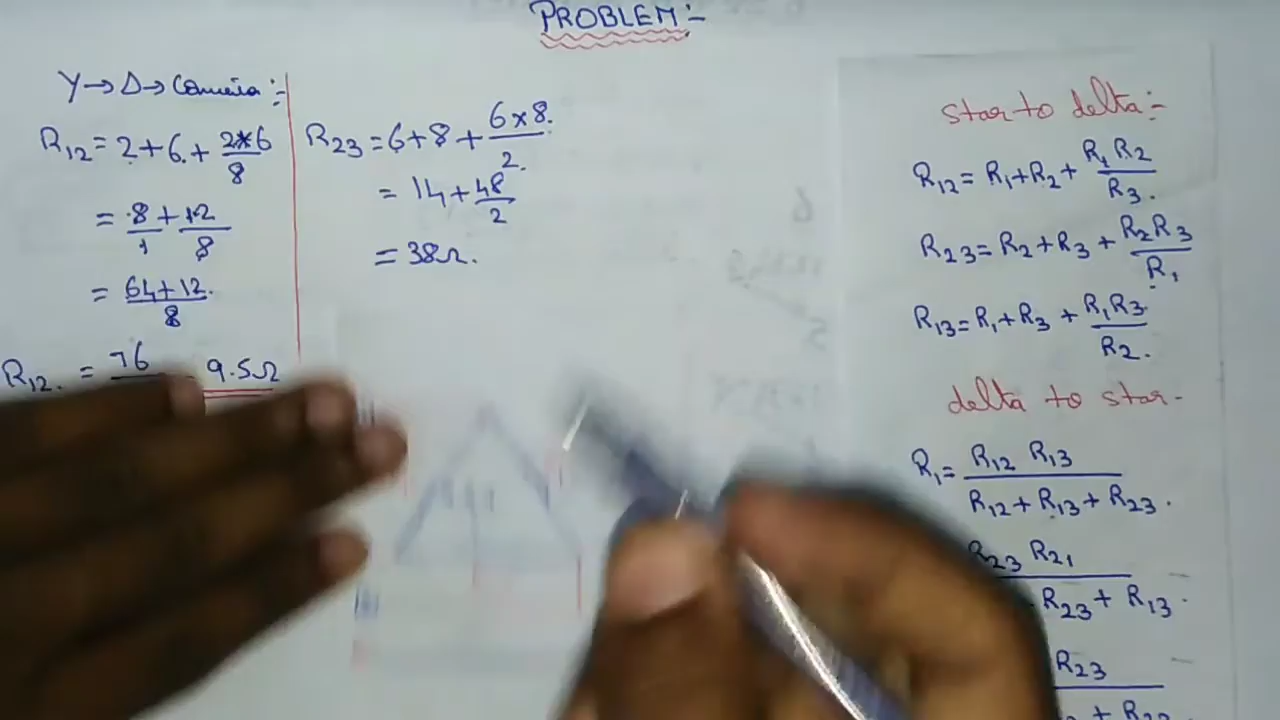 PROBLEM:-
Y→Δ→ :-
R12 = 2+6+ 2*6/8
= 8/1 + 12/8
= 64+12/8
R12 = 76 9.5Ω
R23 = 6+8+ 6x8/2
= 14+ 48/2
= 38Ω.
star to delta:-
R12= R1+R2+ R1R2/R3.
R23= R2+R3+ R2R3/R1
R13= R1+R3 + R1R3/R2.
delta to star-
R1= R12 R13/R12+R13+R23.
R23 R21/R23+ R13.
R23